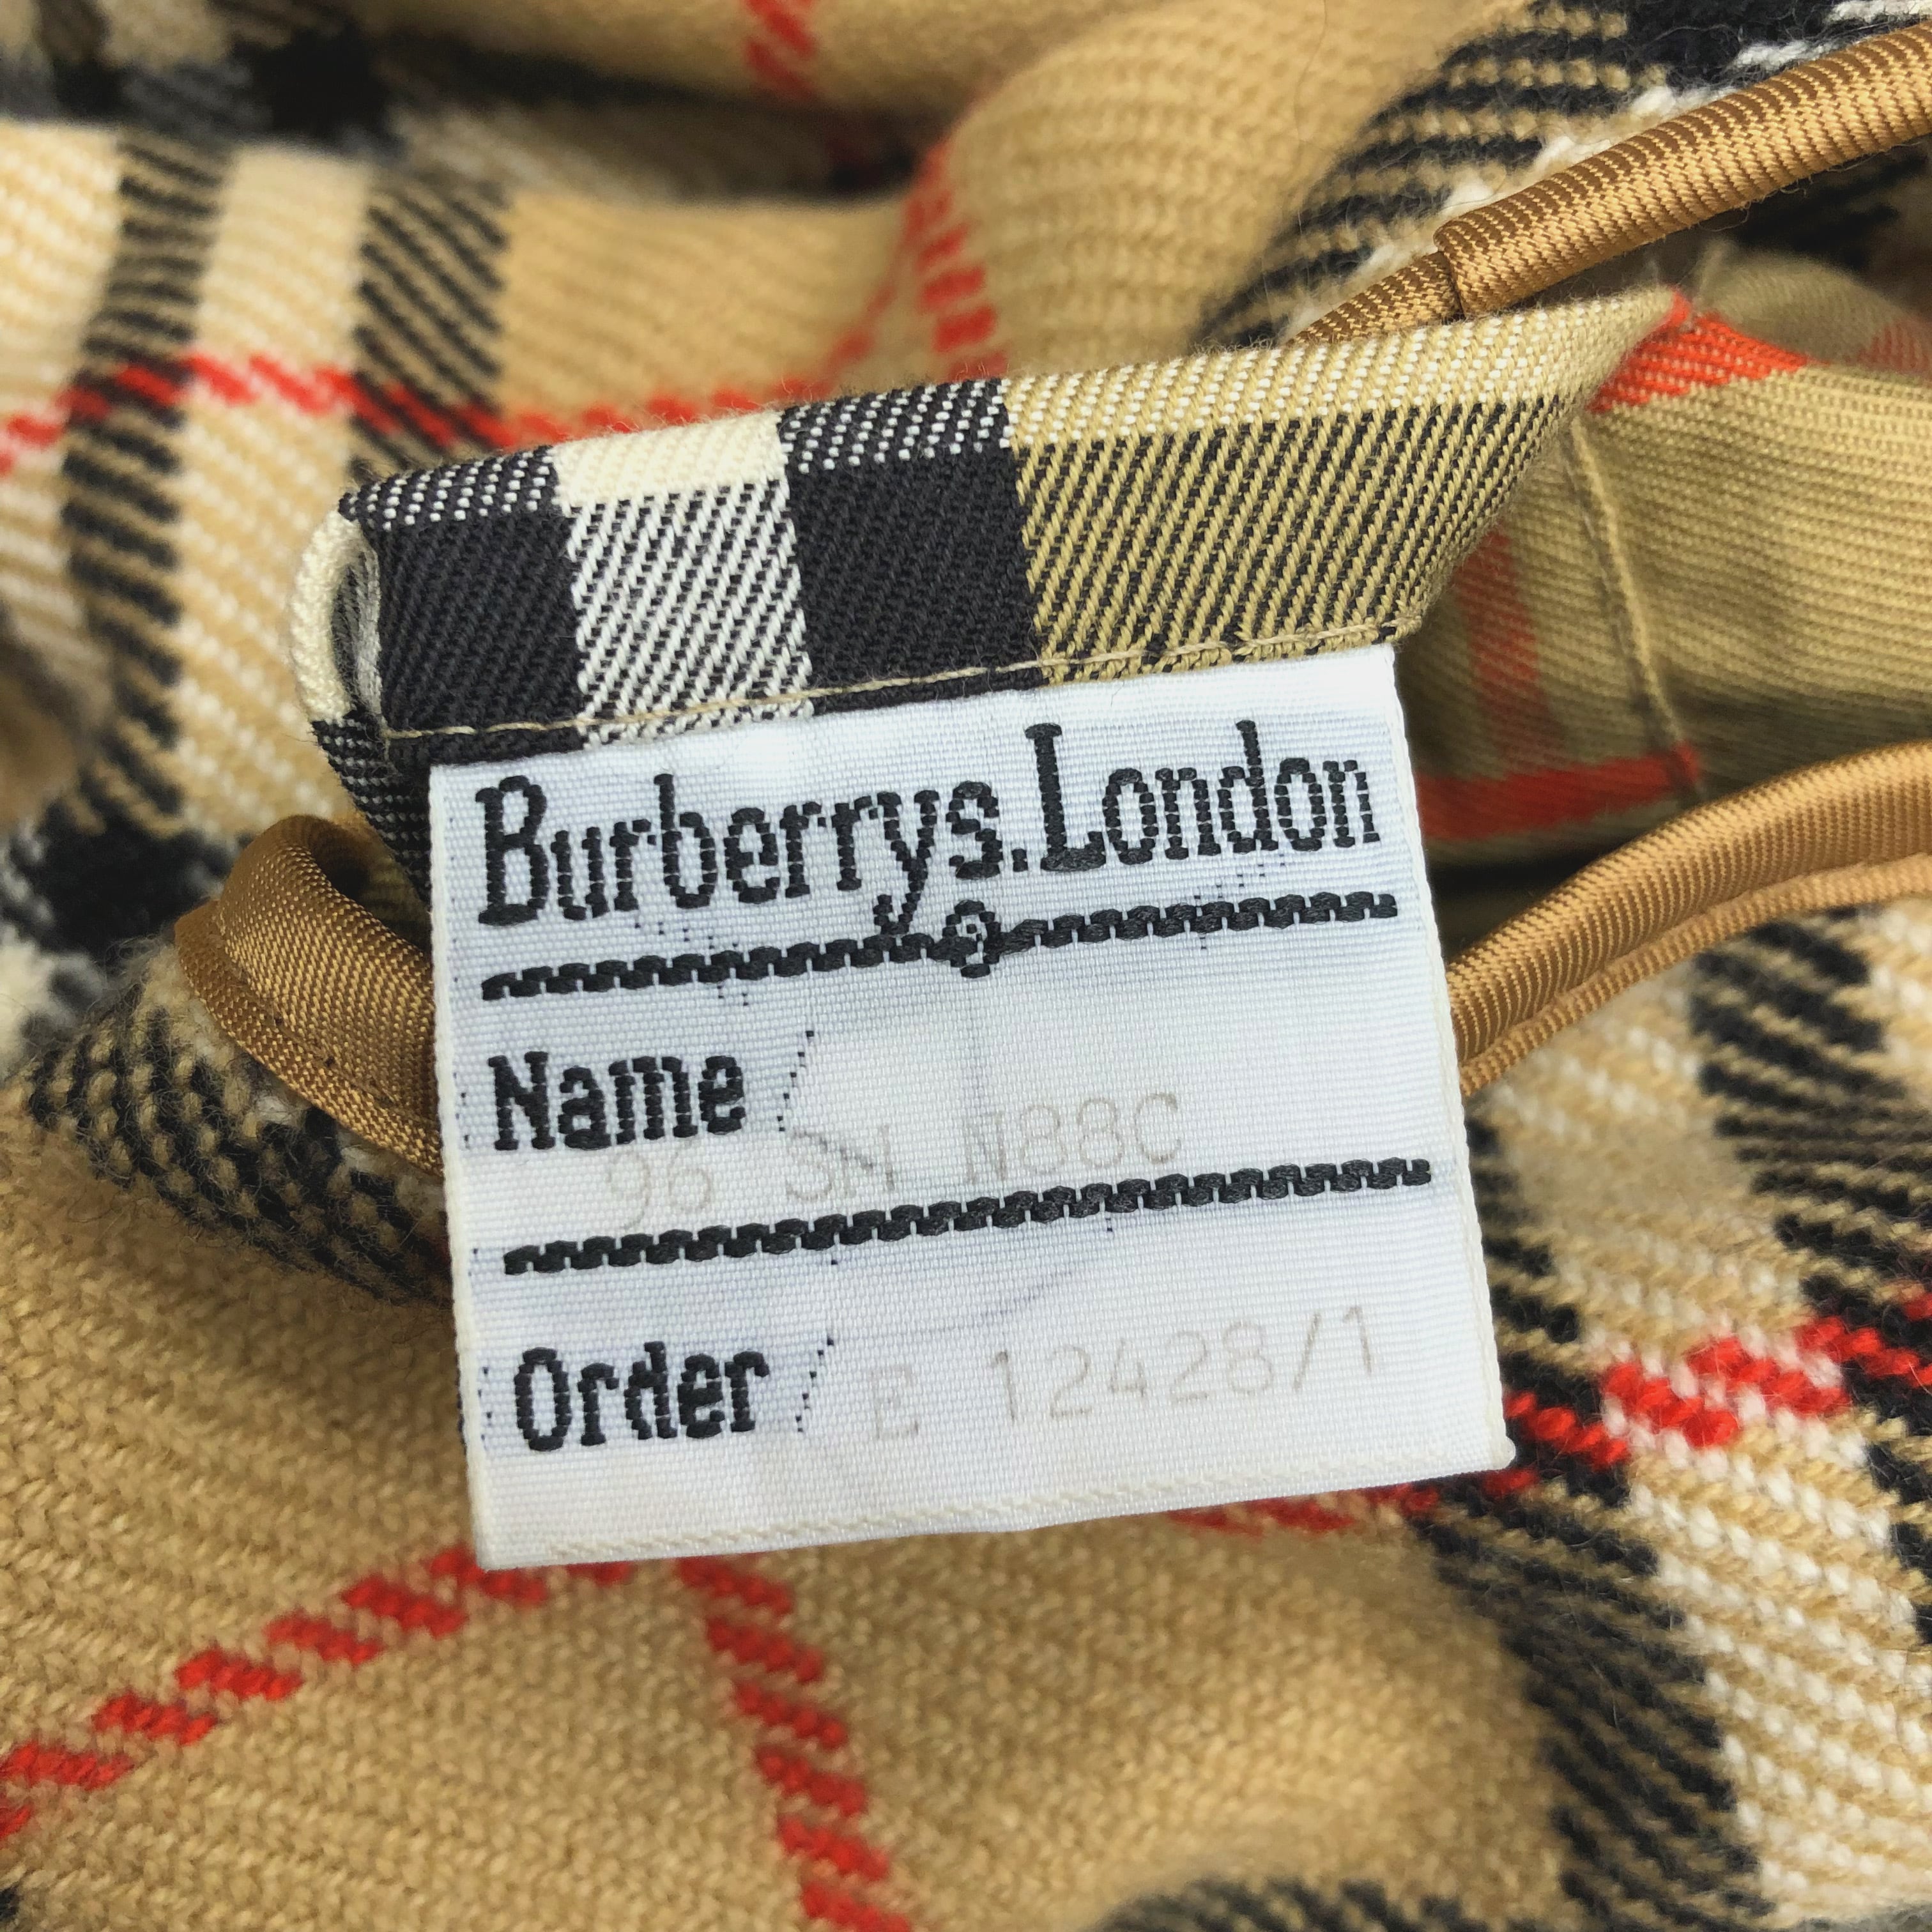 Burberrys.London
Name
96 SM N88C
Order E 12428/1